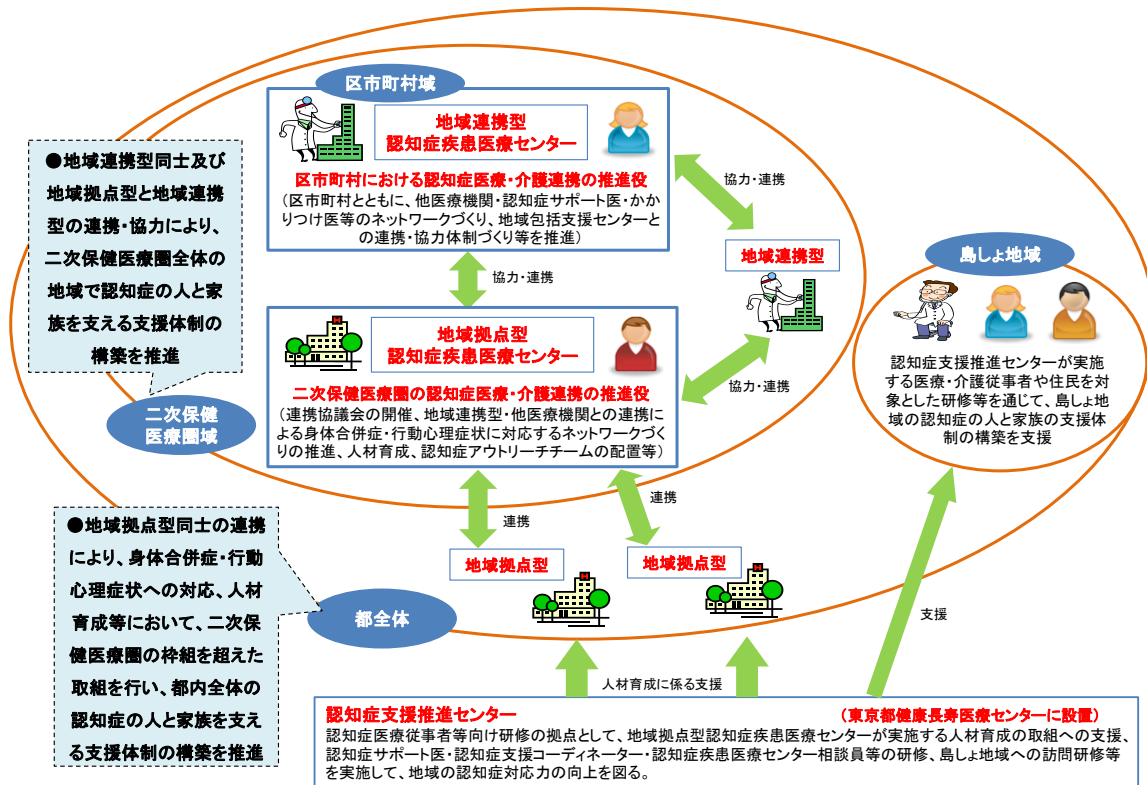 区市町村域
地域連携型
認知症疾患医療センター
区市町村における認知症医療・介護連携の推進役
(区市町村とともに、他医療機関・認知症サポート医・かか
りつけ医等のネットワークづくり、地域包括支援センターと
の連携・協力体制づくり等を推進)
●地域連携型同士及び
地域拠点型と地域連携
型の連携・協力により、
二次保健医療圏全体の
地域で認知症の人と家
族を支える支援体制の
構築を推進
協力・連携
地域連携型
協力・連携
協力・連携
地域拠点型
認知症疾患医療センター
二次保健医療圏の認知症医療・介護連携の推進役
(連携協議会の開催、地域連携型・他医療機関との連携に
よる身体合併症・行動心理症状に対応するネットワークづく
りの推進、人材育成、認知症アウトリーチチームの配置等)
二次保健
医療圏域
島しょ地域
認知症支援推進センターが実施
する医療・介護従事者や住民を対
象とした研修等を通じて、島しょ地
域の認知症の人と家族の支援体
制の構築を支援
連携
連携
地域拠点型
地域拠点型
●地域拠点型同士の連携
により、身体合併症・行動
心理症状への対応、人材
育成等において、二次保
健医療圏の枠組を超えた
取組を行い、都内全体の
認知症の人と家族を支え
る支援体制の構築を推進
都全体
支援
人材育成に係る支援
認知症支援推進センター (東京都健康長寿医療センターに設置)
認知症医療従事者等向け研修の拠点として、地域拠点型認知症疾患医療センターが実施する人材育成の取組への支援、
認知症サポート医・認知症支援コーディネーター・認知症疾患医療センター相談員等の研修、島しょ地域への訪問研修等
を実施して、地域の認知症対応力の向上を図る。